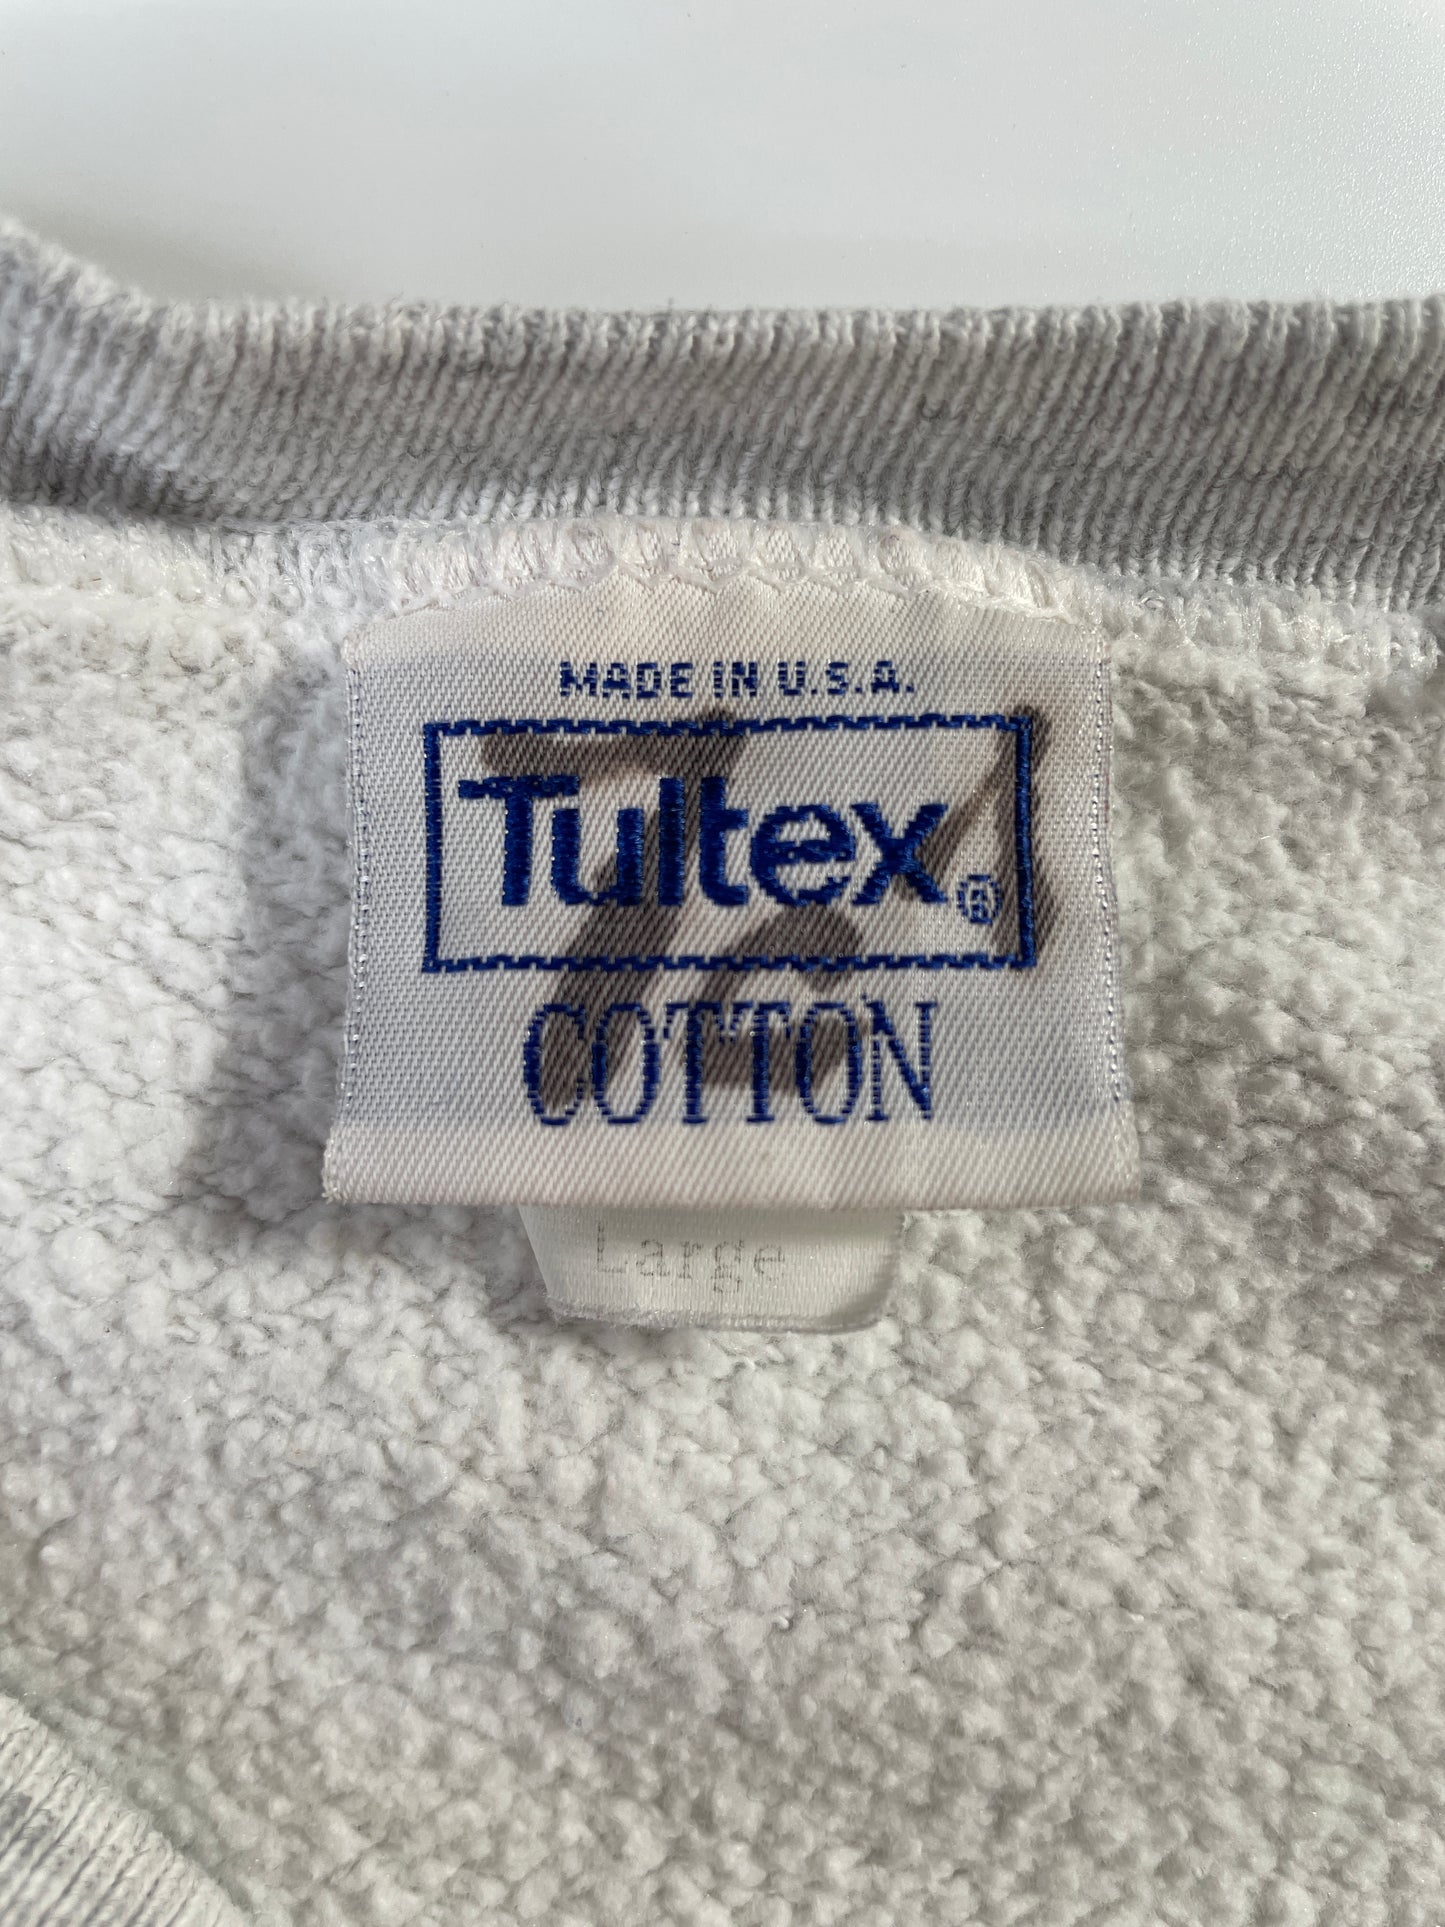 MADE IN U.S.A.
Tultex®
COTTON
Large